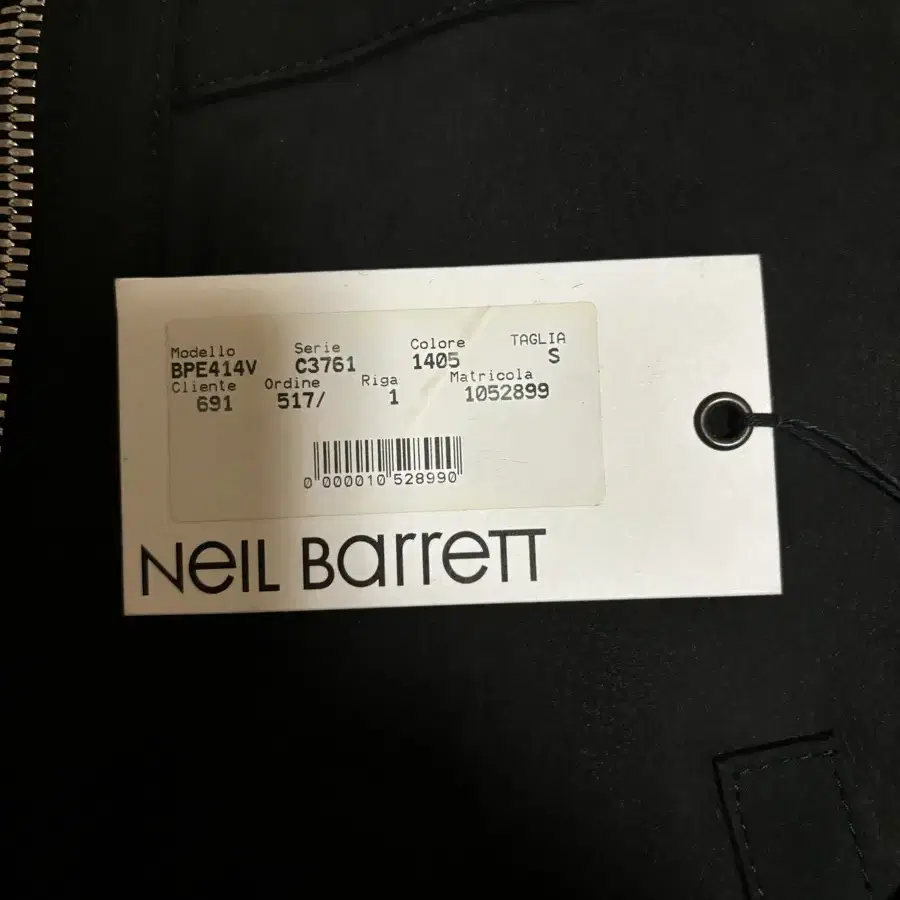 Modello Serie Colore TAGLIA
BPE414V C3761 1405 S
Cliente Ordine Riga Matricola
691 517/ 1 1052899
0 000010 528990
NeIL BarreTT